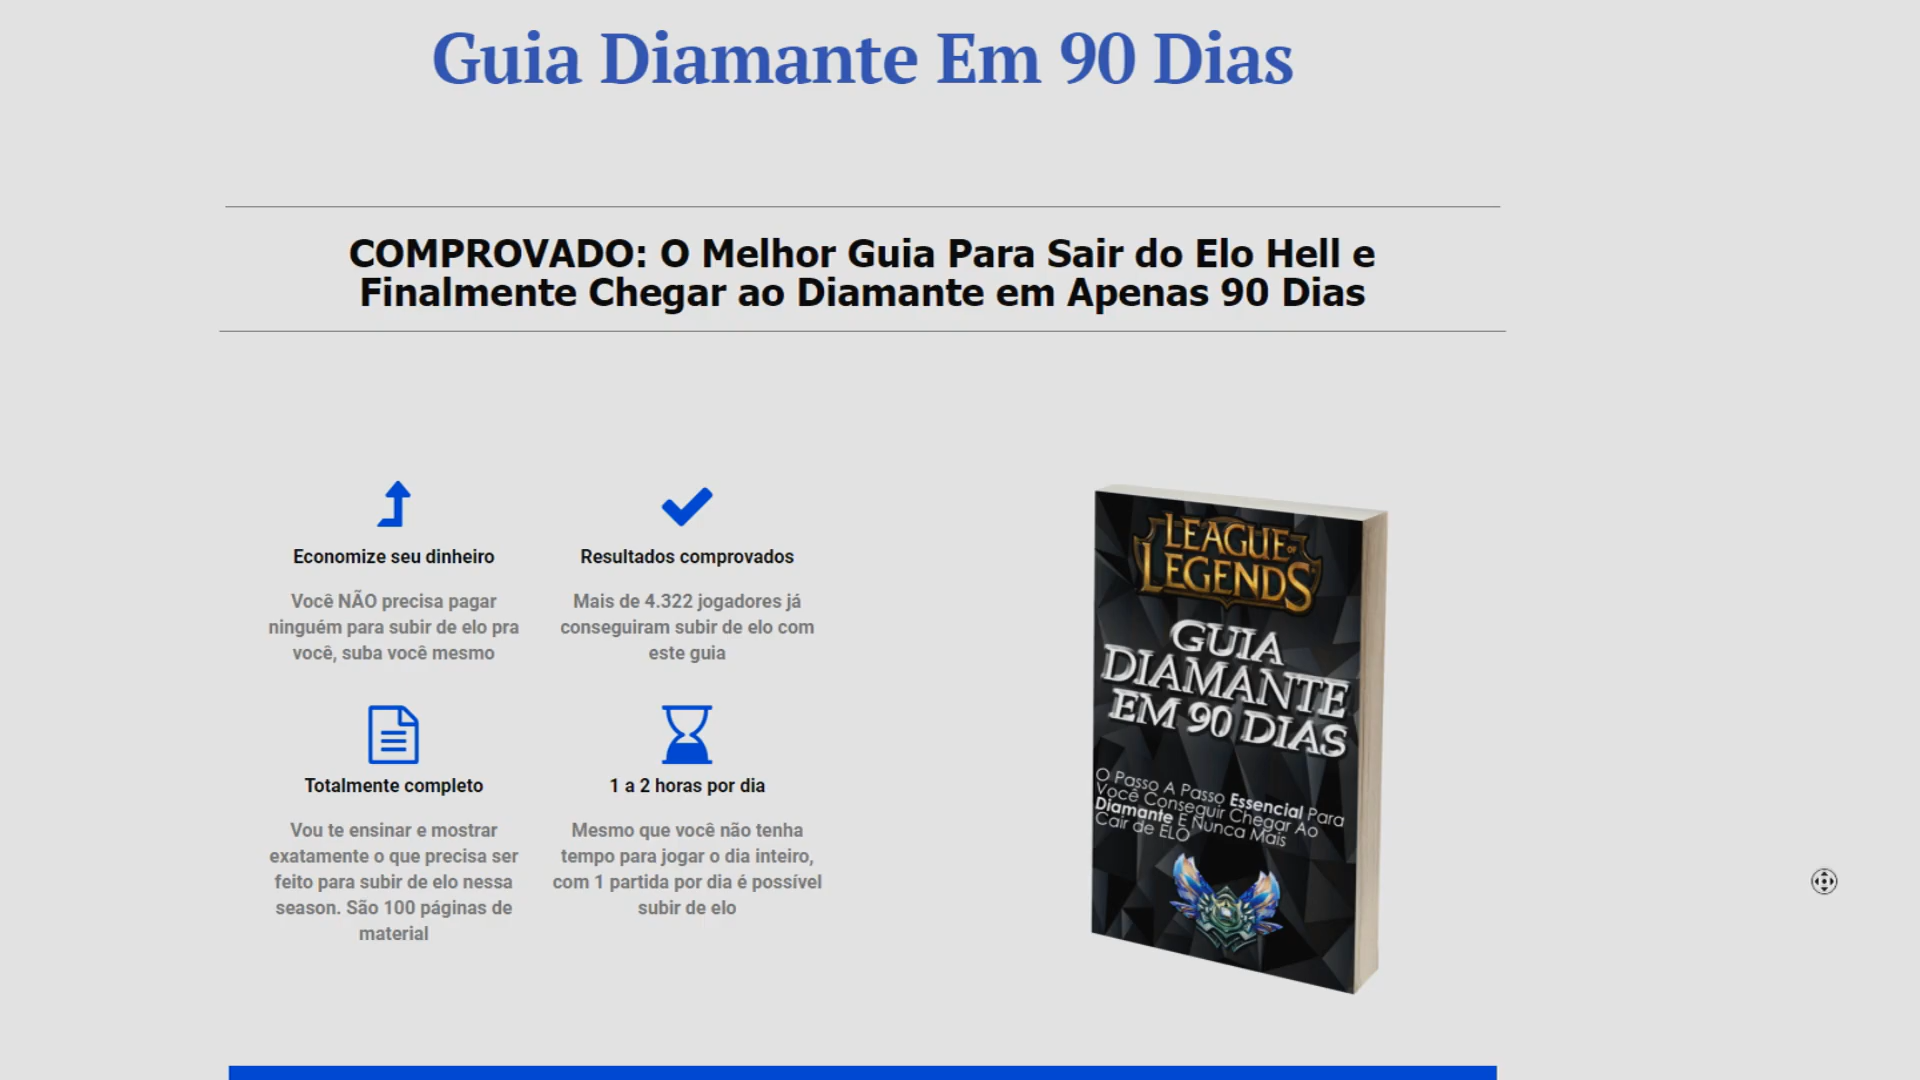 Guia Diamante Em 90 Dias
COMPROVADO: O Melhor Guia Para Sair do Elo Hell e
Finalmente Chegar ao Diamante em Apenas 90 Dias
Economize seu dinheiro
Você NÃO precisa pagar
ninguém para subir de elo pra
você, suba você mesmo
Resultados comprovados
Mais de 4.322 jogadores já
conseguiram subir de elo com
este guia
Totalmente completo
Vou te ensinar e mostrar
exatamente o que precisa ser
feito para subir de elo nessa
season. São 100 páginas de
material
1 a 2 horas por dia
Mesmo que você não tenha
tempo para jogar o dia inteiro,
com 1 partida por dia é possível
subir de elo
LEAGUE OF
LEGENDS
GUIA
DIAMANTE
EM 90 DIAS
O Passo A Passo Essencial Para
Você Conseguir Chegar Ao
Diamante E Nunca Mais
Cair de ELO